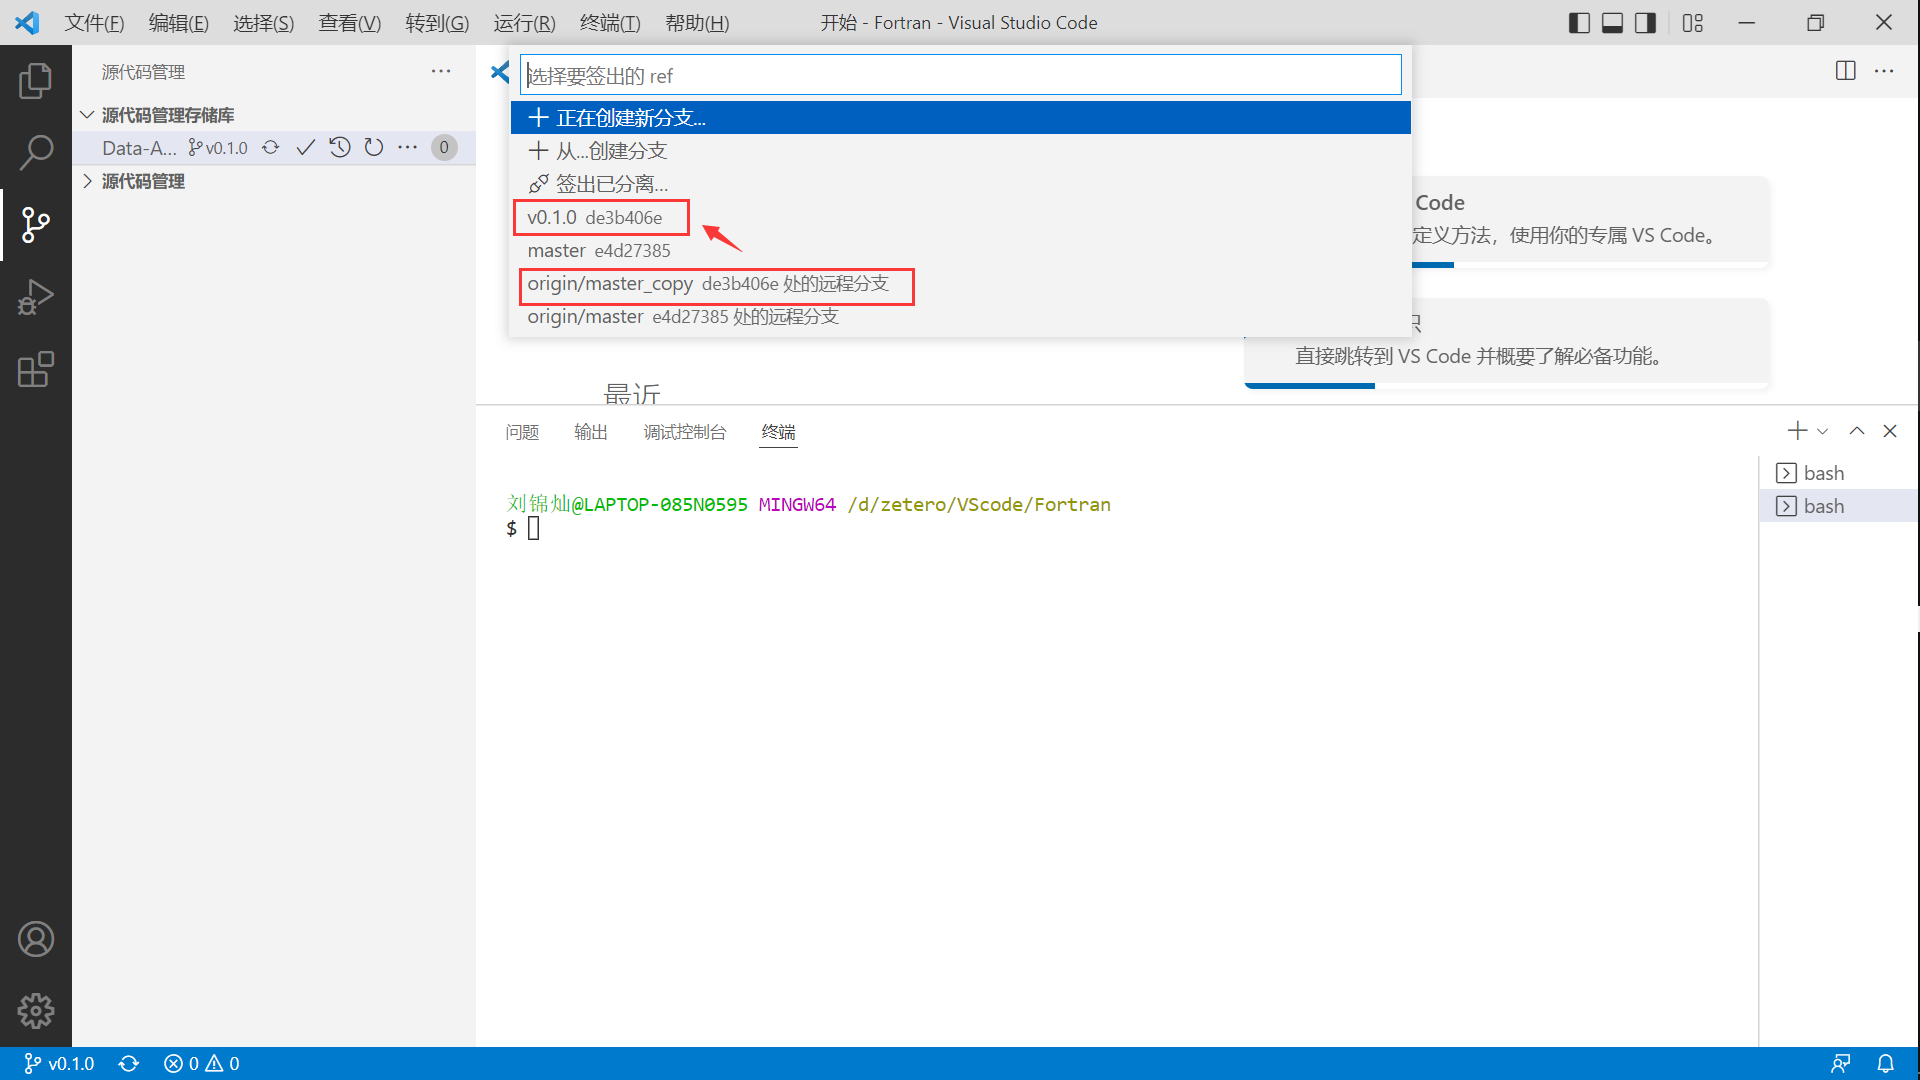 文件(F) 编辑(E) 选择(S) 查看(V) 转到(G) 运行(R) 终端(T) 帮助(H) 开始 - Fortran - Visual Studio Code
源代码管理
源代码管理存储库
Data-A... v0.1.0 0
源代码管理
选择要签出的 ref
正在创建新分支...
从...创建分支
签出已分离...
v0.1.0 de3b406e
master e4d27385
origin/master_copy de3b406e 处的远程分支
origin/master e4d27385 处的远程分支
Code
定义方法，使用你的专属 VS Code。
直接跳转到 VS Code 并概要了解必备功能。
最近
问题 输出 调试控制台 终端
bash
bash
刘锦灿@LAPTOP-085N0595 MINGW64 /d/zetero/VScode/Fortran
$
v0.1.0 0 0